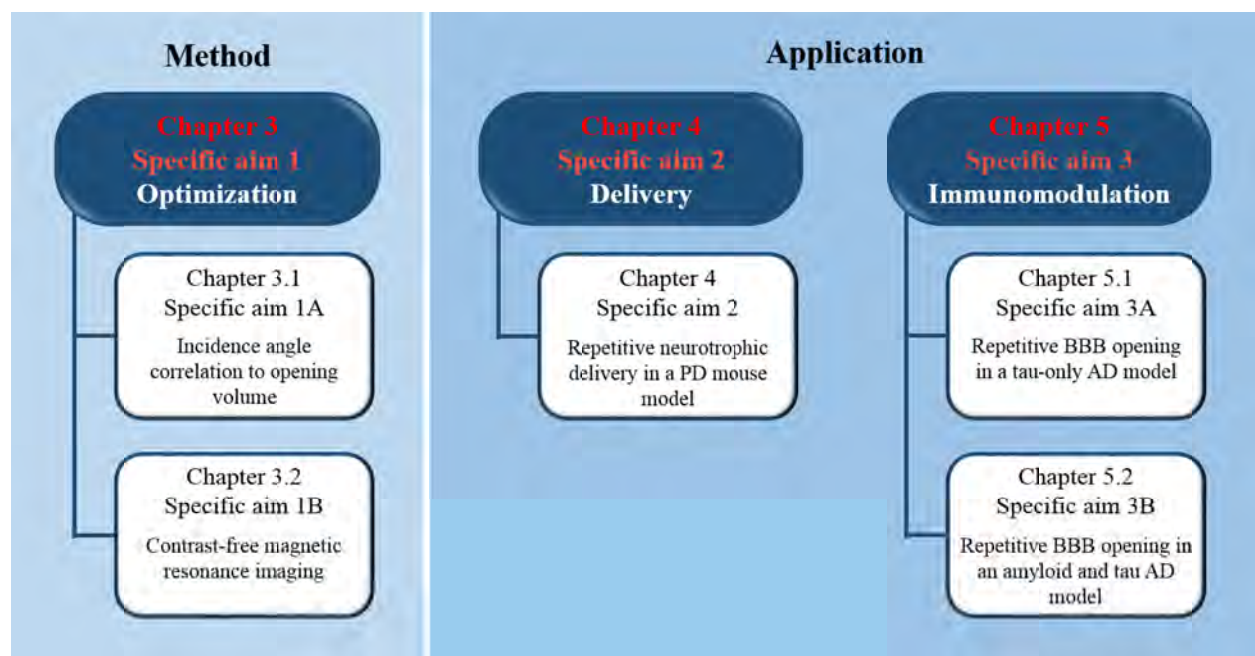 Method
Chapter 3
Specific aim 1
Optimization
Chapter 3.1
Specific aim 1A
Incidence angle
correlation to opening
volume
Chapter 3.2
Specific aim 1B
Contrast-free magnetic
resonance imaging
Application
Chapter 4
Specific aim 2
Delivery
Chapter 4
Specific aim 2
Repetitive neurotrophic
delivery in a PD mouse
model
Chapter 5
Specific aim 3
Immunomodulation
Chapter 5.1
Specific aim 3A
Repetitive BBB opening
in a tau-only AD model
Chapter 5.2
Specific aim 3B
Repetitive BBB opening in
an amyloid and tau AD
model